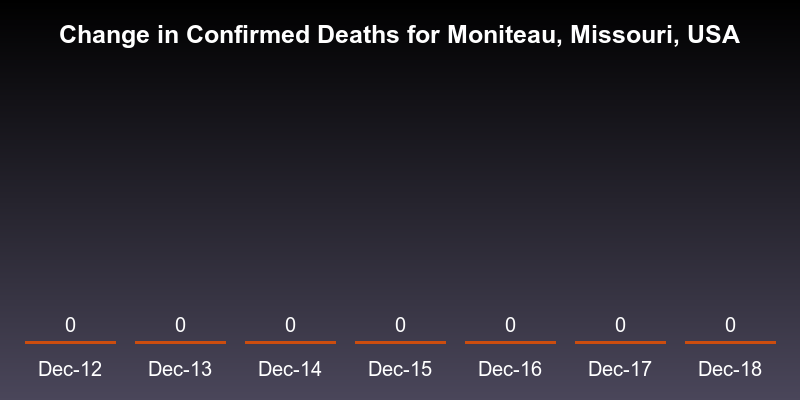 Change in Confirmed Deaths for Moniteau, Missouri, USA
0 0 0 0 0 0 0
Dec-12 Dec-13 Dec-14 Dec-15 Dec-16 Dec-17 Dec-18